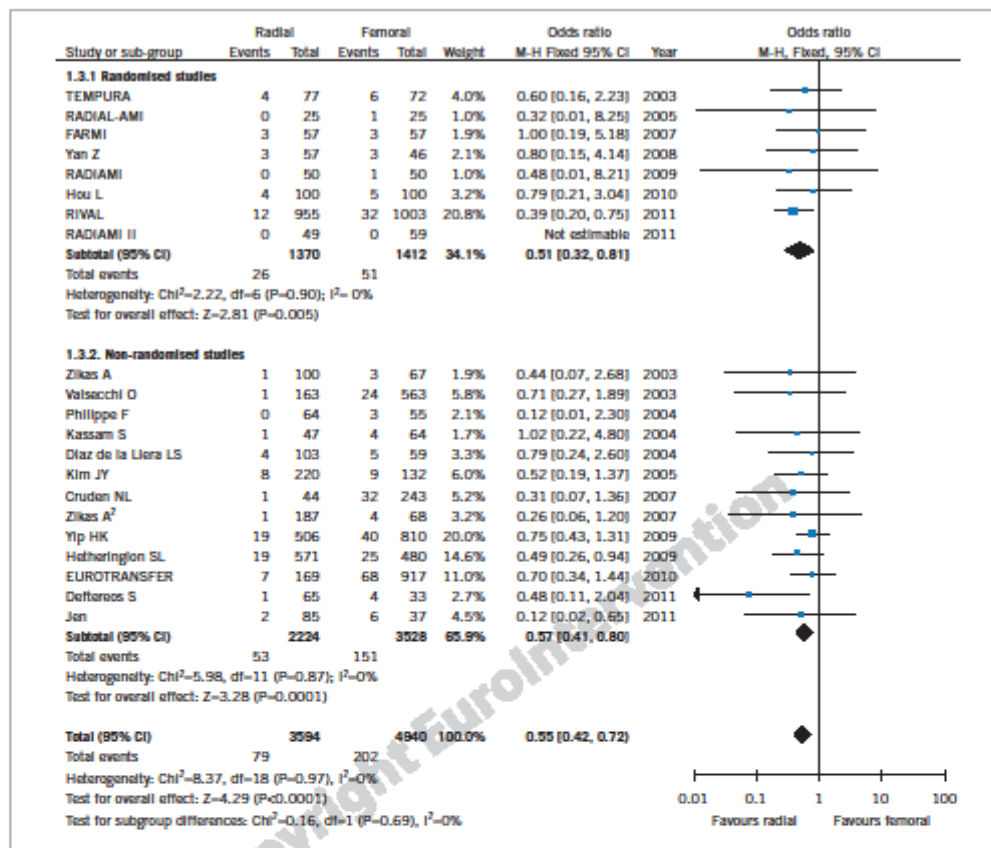 Radial Femoral Odds ratio Odds ratio
Study or sub-group Events Total Events Total Weight M-H Fixed 95% CI Year M-H, Fixed, 95% CI
1.3.1 Randomised studies
TEMPURA 4 77 6 72 4.0% 0.60 [0.16, 2.23] 2003
RADIAL-AMI 0 25 1 25 1.0% 0.32 [0.01, 8.25] 2005
FARMI 3 57 3 57 1.9% 1.00 [0.19, 5.18] 2007
Yan Z 3 57 3 46 2.1% 0.80 [0.15, 4.14] 2008
RADIAMI 0 50 1 50 1.0% 0.48 [0.01, 8.21] 2009
Hou L 4 100 5 100 3.2% 0.79 [0.21, 3.04] 2010
RIVAL 12 955 32 1003 20.8% 0.39 [0.20, 0.75] 2011
RADIAMI II 0 49 0 59 Not estimable 2011
Subtotal (95% CI) 1370 1412 34.1% 0.51 [0.32, 0.81]
Total events 26 51
Heterogeneity: Chi²=2.22, df=6 (P=0.90); I²= 0%
Test for overall effect: Z=2.81 (P=0.005)
1.3.2. Non-randomised studies
Zikas A 1 100 3 67 1.9% 0.44 [0.07, 2.68] 2003
Valsecchi O 1 163 24 563 5.8% 0.71 [0.27, 1.89] 2003
Philippe F 0 64 3 55 2.1% 0.12 [0.01, 2.30] 2004
Kassam S 1 47 4 64 1.7% 1.02 [0.22, 4.80] 2004
Diaz de la Llera LS 4 103 5 59 3.3% 0.79 [0.24, 2.60] 2004
Kim JY 8 220 9 132 6.0% 0.52 [0.19, 1.37] 2005
Cruden NL 1 44 32 243 5.2% 0.31 [0.07, 1.36] 2007
Zikas A² 1 187 4 68 3.2% 0.26 [0.06, 1.20] 2007
Yip HK 19 506 40 810 20.0% 0.75 [0.43, 1.31] 2009
Hetherington SL 19 571 25 480 14.6% 0.49 [0.26, 0.94] 2009
EUROTRANSFER 7 169 68 917 11.0% 0.70 [0.34, 1.44] 2010
Deftereos S 1 65 4 33 2.7% 0.48 [0.11, 2.04] 2011
Jen 2 85 6 37 4.5% 0.12 [0.02, 0.65] 2011
Subtotal (95% CI) 2224 3528 65.9% 0.57 [0.41, 0.80]
Total events 53 151
Heterogeneity: Chi²=5.98, df=11 (P=0.87); I²=0%
Test for overall effect: Z=3.28 (P=0.0001)
Total (95% CI) 3594 4940 100.0% 0.55 [0.42, 0.72]
Total events 79 202
Heterogeneity: Chi²=8.37, df=18 (P=0.97), I²=0%
Test for overall effect: Z=4.29 (P<0.0001)
Test for subgroup differences: Chi²=0.16, df=1 (P=0.69), I²=0%
0.01 0.1 1 10 100
Favours radial Favours femoral
yright EuroIntervention